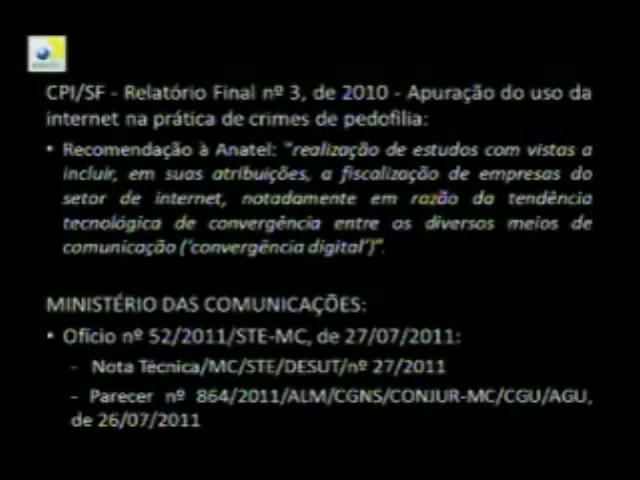 CPI/SF - Relatório Final nº 3, de 2010 - Apuração do uso da
internet na prática de crimes de pedofilia:
• Recomendação à Anatel: "realização de estudos com vistas a
incluir, em suas atribuições, a fiscalização de empresas do
setor de internet, notadamente em razão da tendência
tecnológica de convergência entre os diversos meios de
comunicação ('convergência digital')".
MINISTÉRIO DAS COMUNICAÇÕES:
• Ofício nº 52/2011/STE-MC, de 27/07/2011:
- Nota Técnica/MC/STE/DESUT/nº 27/2011
- Parecer nº 864/2011/ALM/CGNS/CONJUR-MC/CGU/AGU,
de 26/07/2011